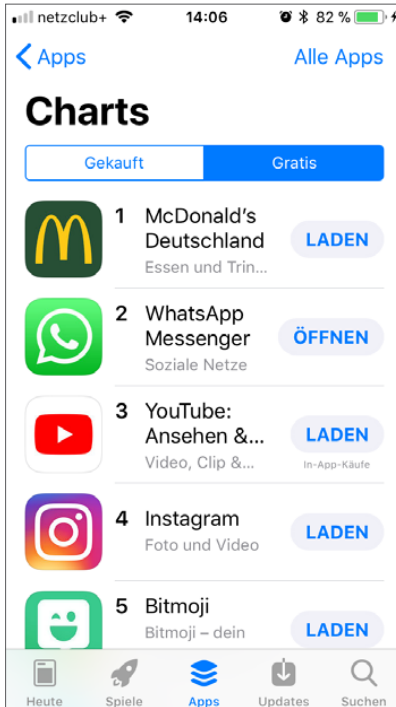 netzclub+ 14:06 82 %
Apps Alle Apps
Charts
Gekauft Gratis
1 McDonald's
Deutschland
Essen und Trin...
LADEN
2 WhatsApp
Messenger
Soziale Netze
ÖFFNEN
3 YouTube:
Ansehen &...
Video, Clip &...
LADEN
In-App-Käufe
4 Instagram
Foto und Video
LADEN
5 Bitmoji
Bitmoji – dein
LADEN
Heute Spiele Apps Updates Suchen